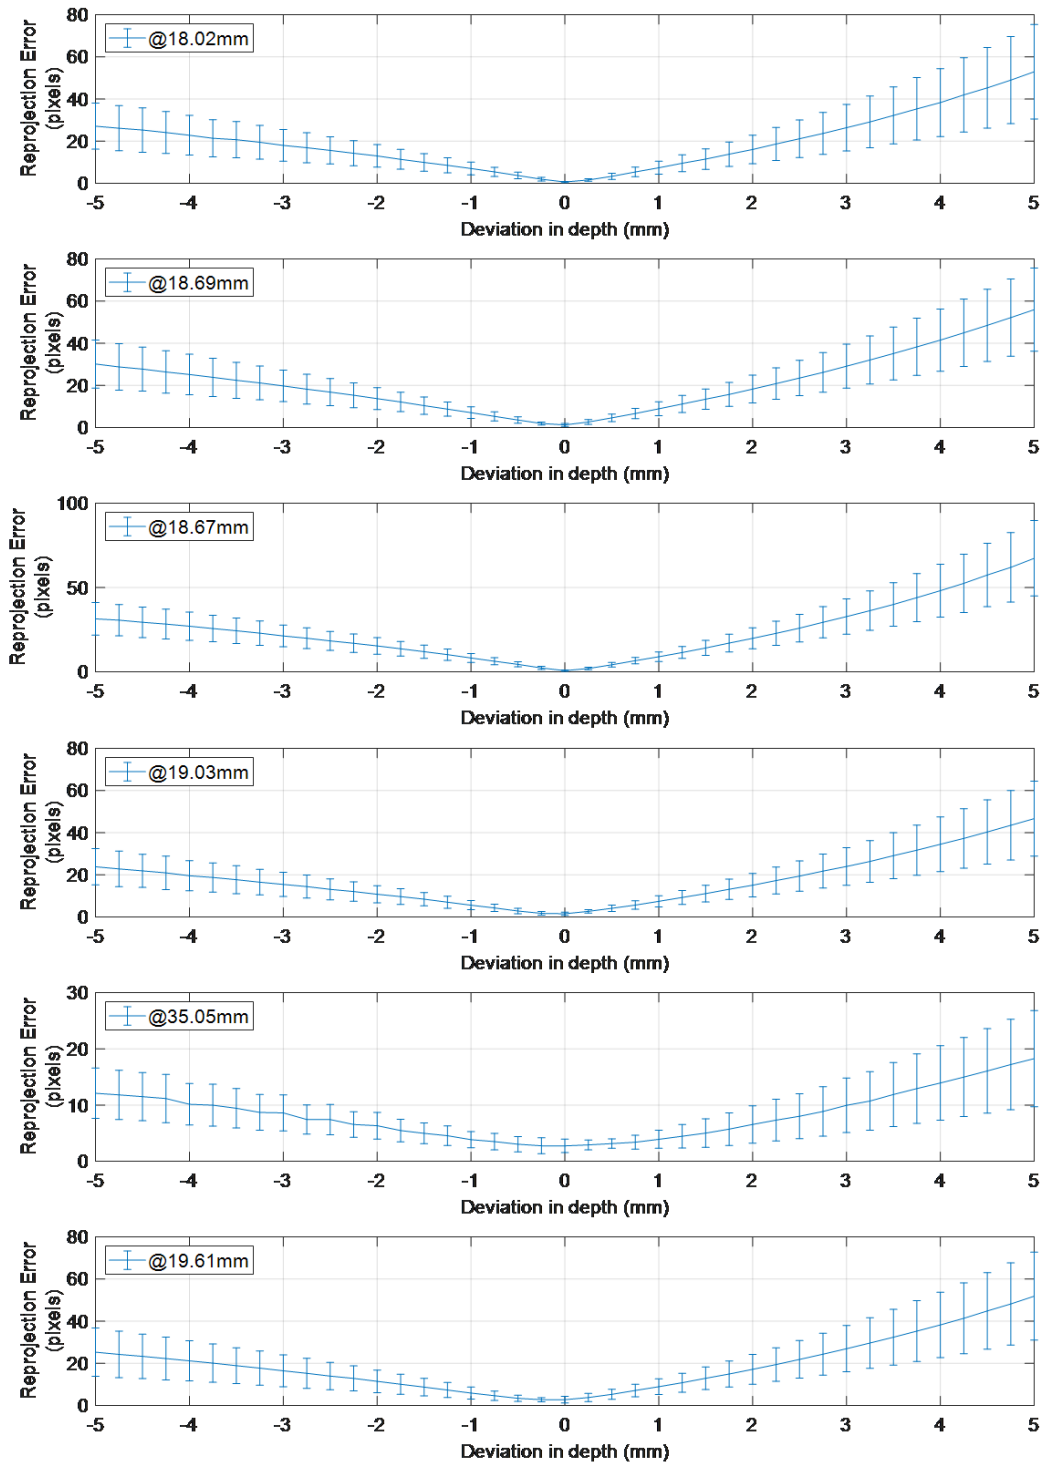 80
@18.02mm
60
40
20
0
Reprojection Error
(pixels)
-5 -4 -3 -2 -1 0 1 2 3 4 5
Deviation in depth (mm)
80
@18.69mm
60
40
20
0
Reprojection Error
(pixels)
-5 -4 -3 -2 -1 0 1 2 3 4 5
Deviation in depth (mm)
100
@18.67mm
50
0
Reprojection Error
(pixels)
-5 -4 -3 -2 -1 0 1 2 3 4 5
Deviation in depth (mm)
80
@19.03mm
60
40
20
0
Reprojection Error
(pixels)
-5 -4 -3 -2 -1 0 1 2 3 4 5
Deviation in depth (mm)
30
@35.05mm
20
10
0
Reprojection Error
(pixels)
-5 -4 -3 -2 -1 0 1 2 3 4 5
Deviation in depth (mm)
80
@19.61mm
60
40
20
0
Reprojection Error
(pixels)
-5 -4 -3 -2 -1 0 1 2 3 4 5
Deviation in depth (mm)